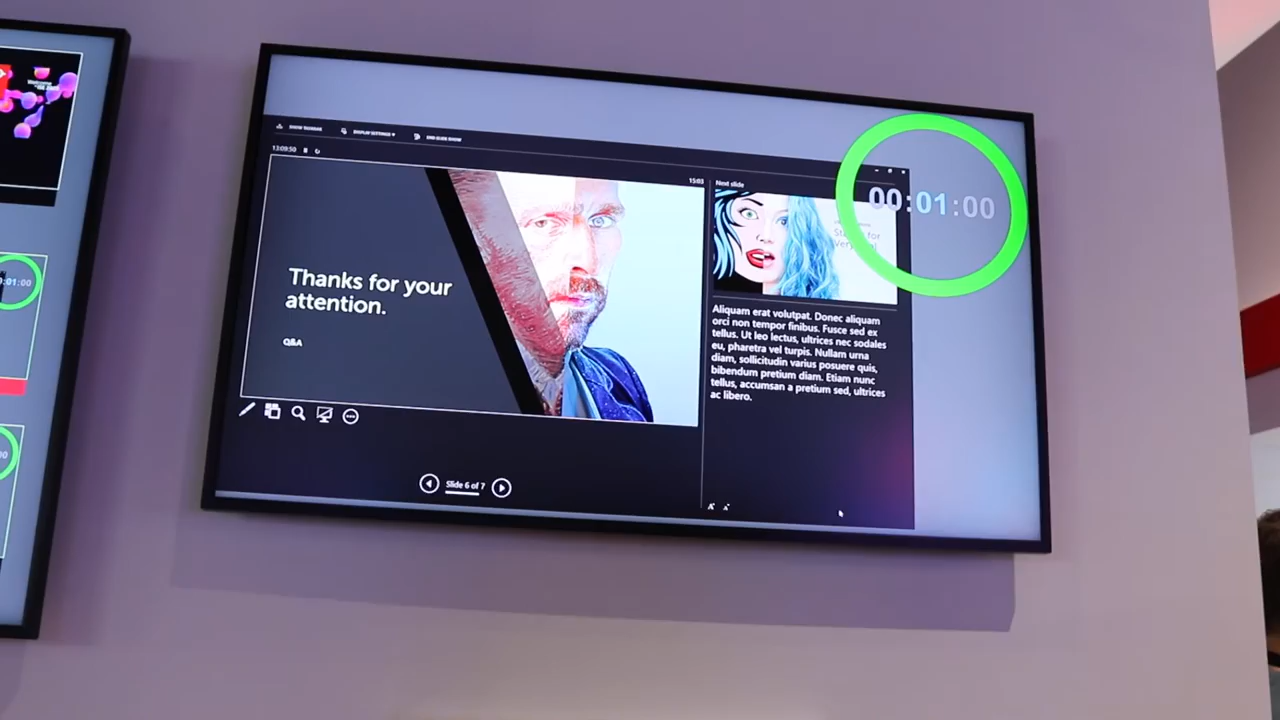 Welcome
SHOW TASKBAR
DISPLAY SETTINGS
END SLIDE SHOW
13:09:50
15:03
Next slide
00:01:00
Thanks for your
attention.
Q&A
:01:00
Aliquam erat volutpat. Donec aliquam
orci non tempor finibus. Fusce sed ex
tellus. Ut leo lectus, ultrices nec sodales
eu, pharetra vel turpis. Nullam urna
diam, sollicitudin varius posuere quis,
bibendum pretium diam. Etiam nunc
tellus, accumsan a pretium sed, ultrices
ac libero.
Slide 6 of 7
00